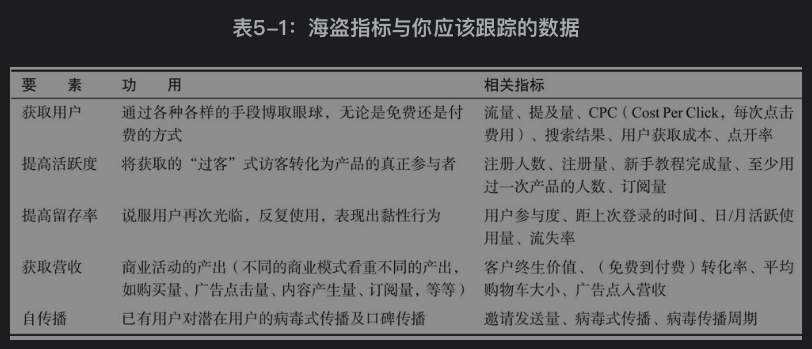 表5-1：海盗指标与你应该跟踪的数据
要 素 功 用 相关指标
获取用户 通过各种各样的手段博取眼球，无论是免费还是付 流量、提及量、CPC（Cost Per Click，每次点击
费的方式 费用）、搜索结果、用户获取成本、点开率
提高活跃度 将获取的“过客”式访客转化为产品的真正参与者 注册人数、注册量、新手教程完成量、至少用
过一次产品的人数、订阅量
提高留存率 说服用户再次光临，反复使用，表现出黏性行为 用户参与度、距上次登录的时间、日/月活跃使
用量、流失率
获取营收 商业活动的产出（不同的商业模式看重不同的产出， 客户终生价值、（免费到付费）转化率、平均
如购买量、广告点击量、内容产生量、订阅量，等等） 购物车大小、广告点入营收
自传播 已有用户对潜在用户的病毒式传播及口碑传播 邀请发送量、病毒式传播、病毒传播周期